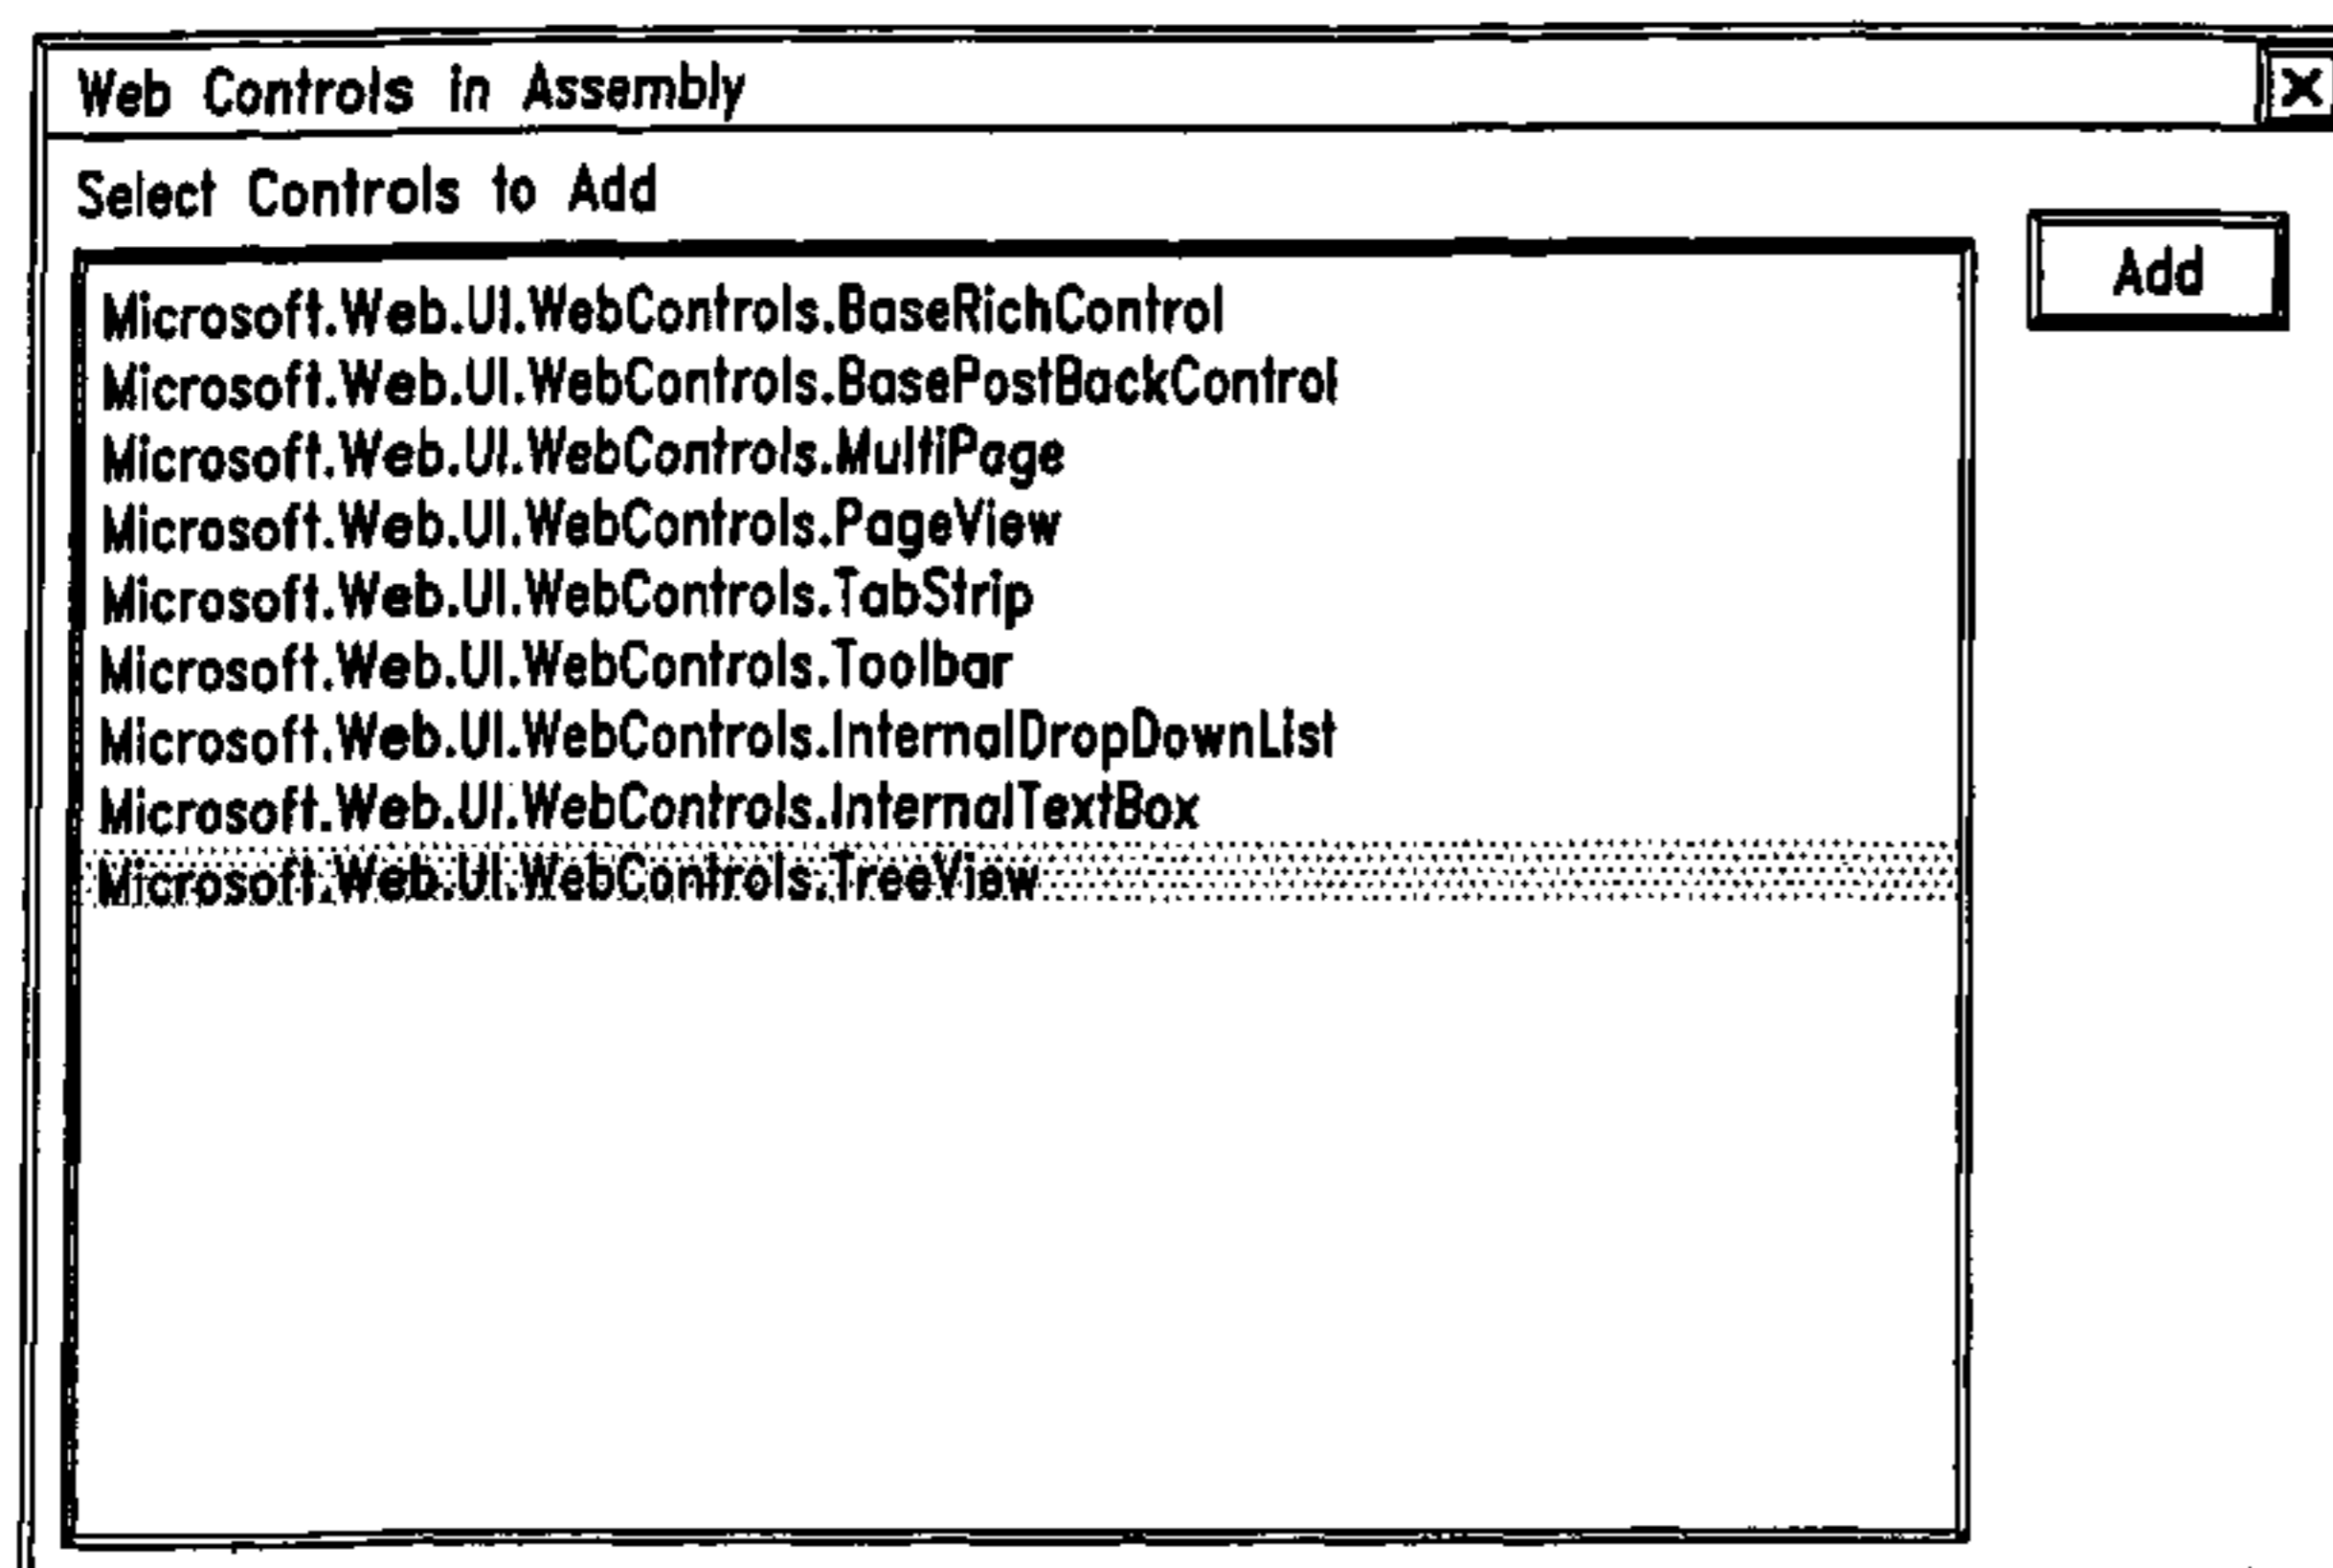 Web Controls in Assembly
Select Controls to Add
Add
Microsoft.Web.UI.WebControls.BaseRichControl
Microsoft.Web.UI.WebControls.BasePostBackControl
Microsoft.Web.UI.WebControls.MultiPage
Microsoft.Web.UI.WebControls.PageView
Microsoft.Web.UI.WebControls.TabStrip
Microsoft.Web.UI.WebControls.Toolbar
Microsoft.Web.UI.WebControls.InternalDropDownList
Microsoft.Web.UI.WebControls.InternalTextBox
Microsoft.Web.UI.WebControls.TreeView